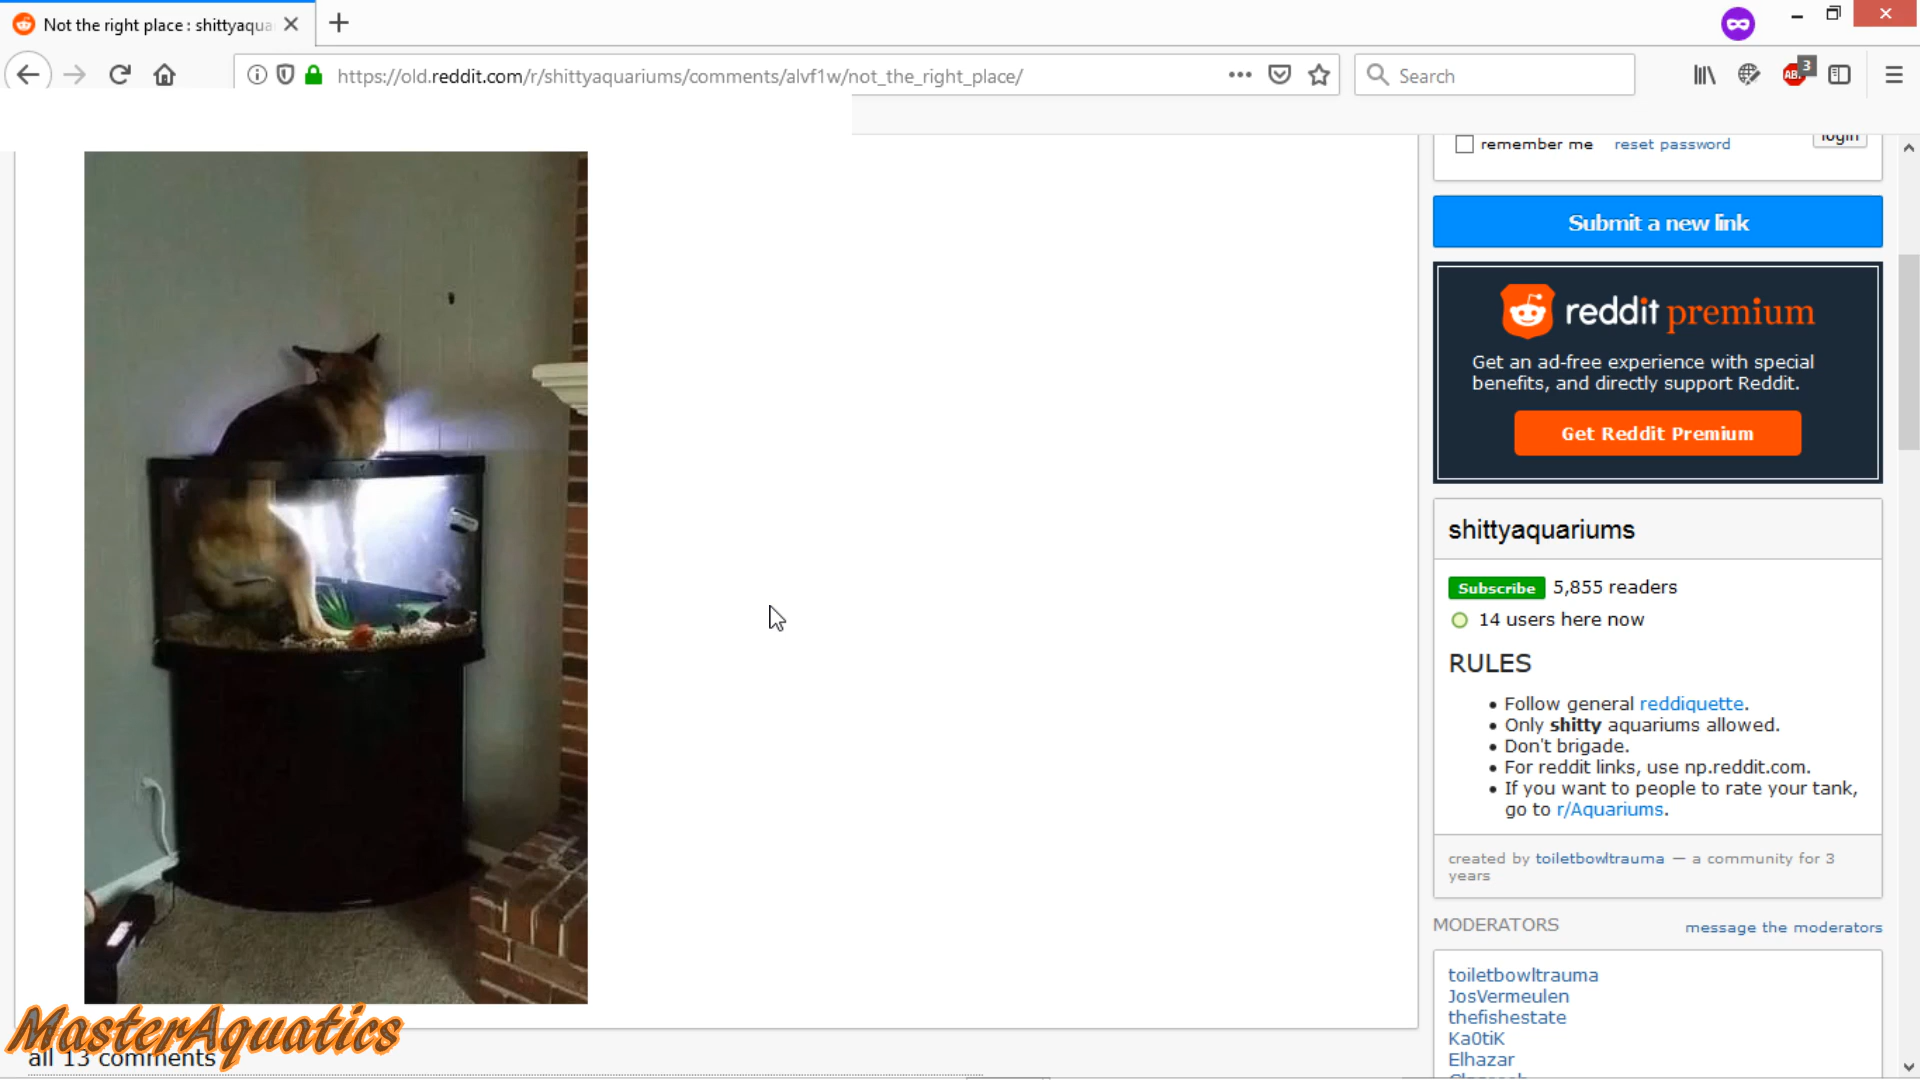 Not the right place : shittyaqua
https://old.reddit.com/r/shittyaquariums/comments/alvf1w/not_the_right_place/
Search
3
remember me reset password login
Submit a new link
reddit premium
Get an ad-free experience with special
benefits, and directly support Reddit.
Get Reddit Premium
shittyaquariums
Subscribe 5,855 readers
14 users here now
RULES
Follow general reddiquette.
Only shitty aquariums allowed.
Don't brigade.
For reddit links, use np.reddit.com.
If you want to people to rate your tank,
go to r/Aquariums.
created by toiletbowltrauma — a community for 3
years
MODERATORS message the moderators
toiletbowltrauma
JosVermeulen
thefishestate
Ka0tiK
Elhazar
MasterAquatics
all 13 comments